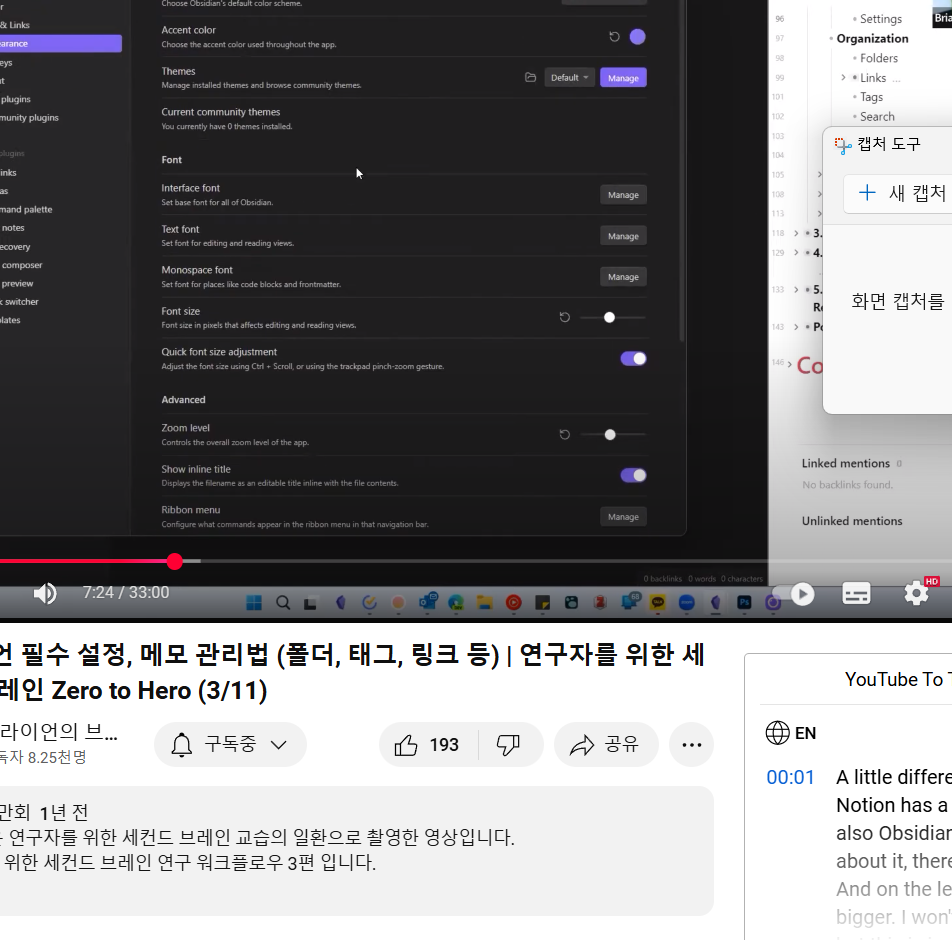 Choose Obsidian's default color scheme.
& Links
earance
eys
plugins
munity plugins
plugins
inks
as
mand palette
notes
ecovery
composer
preview
k switcher
plates
Accent color
Choose the accent color used throughout the app.
Themes
Manage installed themes and browse community themes.
Default
Manage
Current community themes
You currently have 0 themes installed.
Font
Interface font
Set base font for all of Obsidian.
Manage
Text font
Set font for editing and reading views.
Manage
Monospace font
Set font for places like code blocks and frontmatter.
Manage
Font size
Font size in pixels that affects editing and reading views.
Quick font size adjustment
Adjust the font size using Ctrl + Scroll, or using the trackpad pinch-zoom gesture.
Advanced
Zoom level
Controls the overall zoom level of the app.
Show inline title
Displays the filename as an editable title inline with the file contents.
Ribbon menu
Configure what commands appear in the ribbon menu in that navigation bar.
Manage
Bria
96 Settings
97 Organization
98 Folders
99 Links ...
101 Tags
102 Search
103
104
105
108
113
118 3.
129 4.
133 5.
Re
143 Po
146 Co
캡처 도구
새 캡처
화면 캡처를
Linked mentions 0
No backlinks found.
Unlinked mentions
0 backlinks 0 words 0 characters
7:24 / 33:00
HD
언 필수 설정, 메모 관리법 (폴더, 태그, 링크 등) | 연구자를 위한 세
레인 Zero to Hero (3/11)
라이언의 브...
독자 8.25천명
구독중
193
공유
만회 1년 전
은 연구자를 위한 세컨드 브레인 교습의 일환으로 촬영한 영상입니다.
위한 세컨드 브레인 연구 워크플로우 3편 입니다.
YouTube To T
EN
00:01
A little differe
Notion has a
also Obsidian
about it, there
And on the le
bigger. I won'